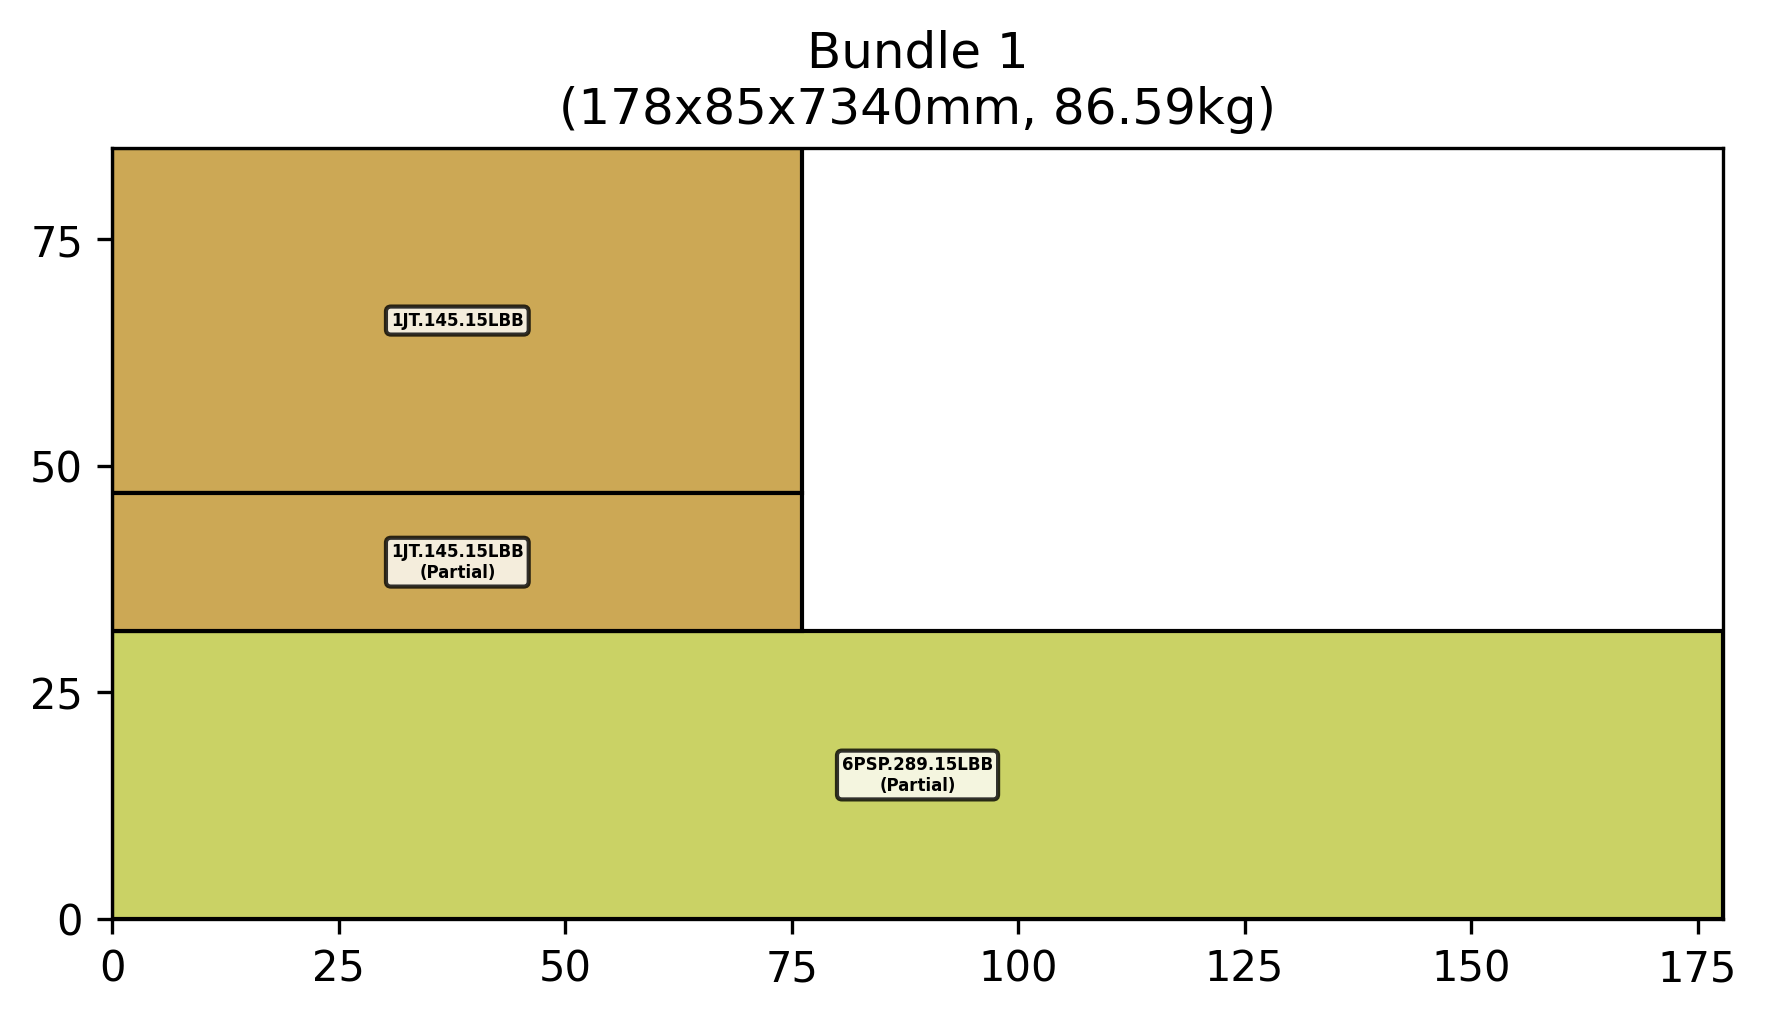 Bundle 1
(178x85x7340mm, 86.59kg)
75
1JT.145.15LBB
50
1JT.145.15LBB
(Partial)
25
6PSP.289.15LBB
(Partial)
0
0 25 50 75 100 125 150 175